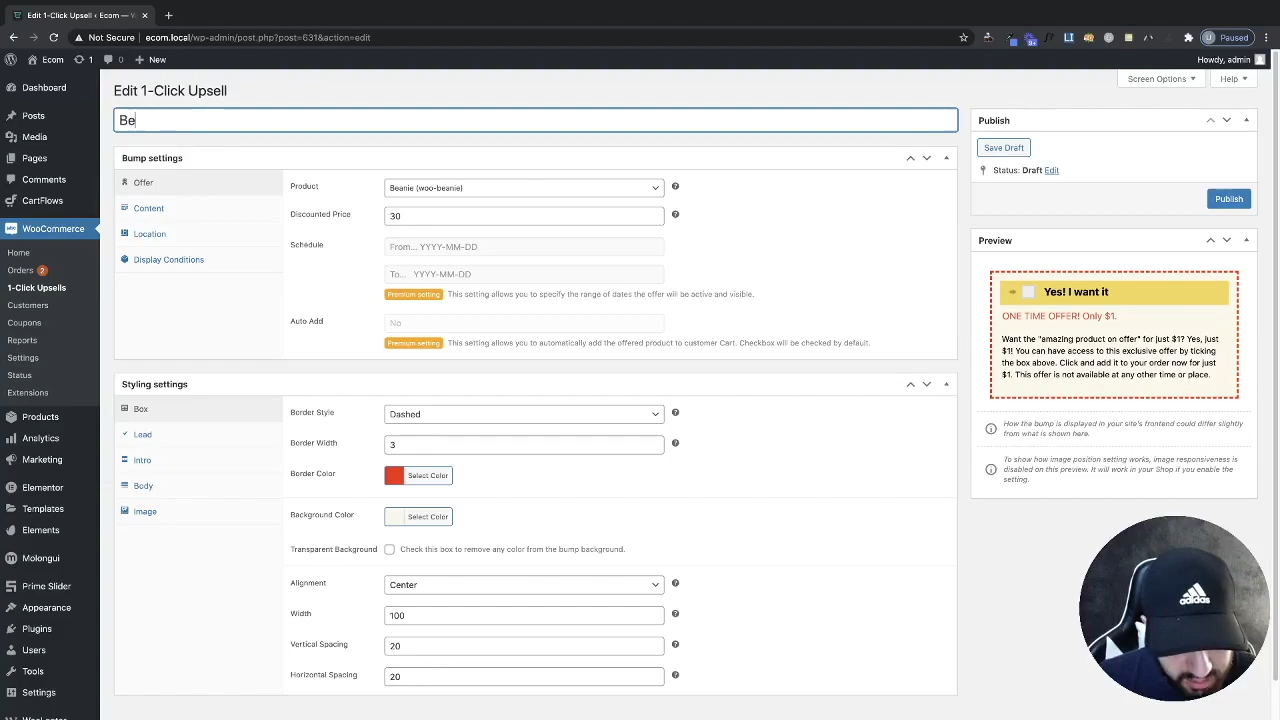 Edit 1-Click Upsell ‹ Ecom —
Not Secure
ecom.local/wp-admin/post.php?post=631&action=edit
Paused
Ecom
1
0
New
Howdy, admin
Screen Options
Help
Dashboard
Posts
Media
Pages
Comments
CartFlows
WooCommerce
Home
Orders 2
1-Click Upsells
Customers
Coupons
Reports
Settings
Status
Extensions
Products
Analytics
Marketing
Elementor
Templates
Elements
Molongui
Prime Slider
Appearance
Plugins
Users
Tools
Settings
Edit 1-Click Upsell
Be
Bump settings
Offer
Content
Location
Display Conditions
Product
Beanie (woo-beanie)
Discounted Price
30
Schedule
From... YYYY-MM-DD
To... YYYY-MM-DD
Premium setting This setting allows you to specify the range of dates the offer will be active and visible.
Auto Add
No
Premium setting This setting allows you to automatically add the offered product to customer Cart. Checkbox will be checked by default.
Styling settings
Box
Lead
Intro
Body
Image
Border Style
Dashed
Border Width
3
Border Color
Select Color
Background Color
Select Color
Transparent Background
Check this box to remove any color from the bump background.
Alignment
Center
Width
100
Vertical Spacing
20
Horizontal Spacing
20
Publish
Save Draft
Status: Draft Edit
Publish
Preview
Yes! I want it
ONE TIME OFFER! Only $1.
Want the "amazing product on offer" for just $1? Yes, just
$1! You can have access to this exclusive offer by ticking
the box above. Click and add it to your order now for just
$1. This offer is not available at any other time or place.
How the bump is displayed in your site's frontend could differ slightly
from what is shown here.
To show how image position setting works, image responsiveness is
disabled on this preview. It will work in your Shop if you enable the
setting.
adidas